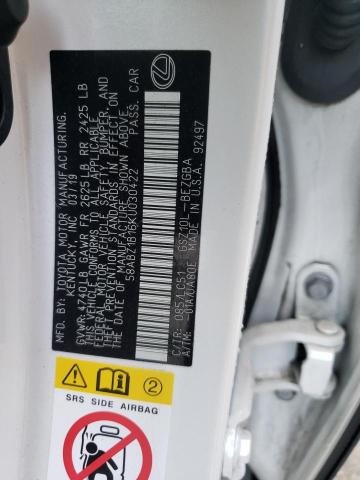 TOYOTA MOTOR MANUFACTURING,
KENTUCKY, INC. 03/19
GVWR 4740 LB GAWR FR 2625 LB RR 2425 LB
THIS VEHICLE CONFORMS TO ALL APPLICABLE
FEDERAL MOTOR VEHICLE SAFETY, BUMPER, AND
THEFT PREVENTION STANDARDS IN EFFECT ON
THE DATE OF MANUFACTURE SHOWN ABOVE.
58ABZ1B16KU030422 PASS. CAR
C/TR: 085/LC51 GSZ10L-BEZGBA
A/TM: 01A/UA80E MADE IN U.S.A. 92497
2
SRS SIDE AIRBAG